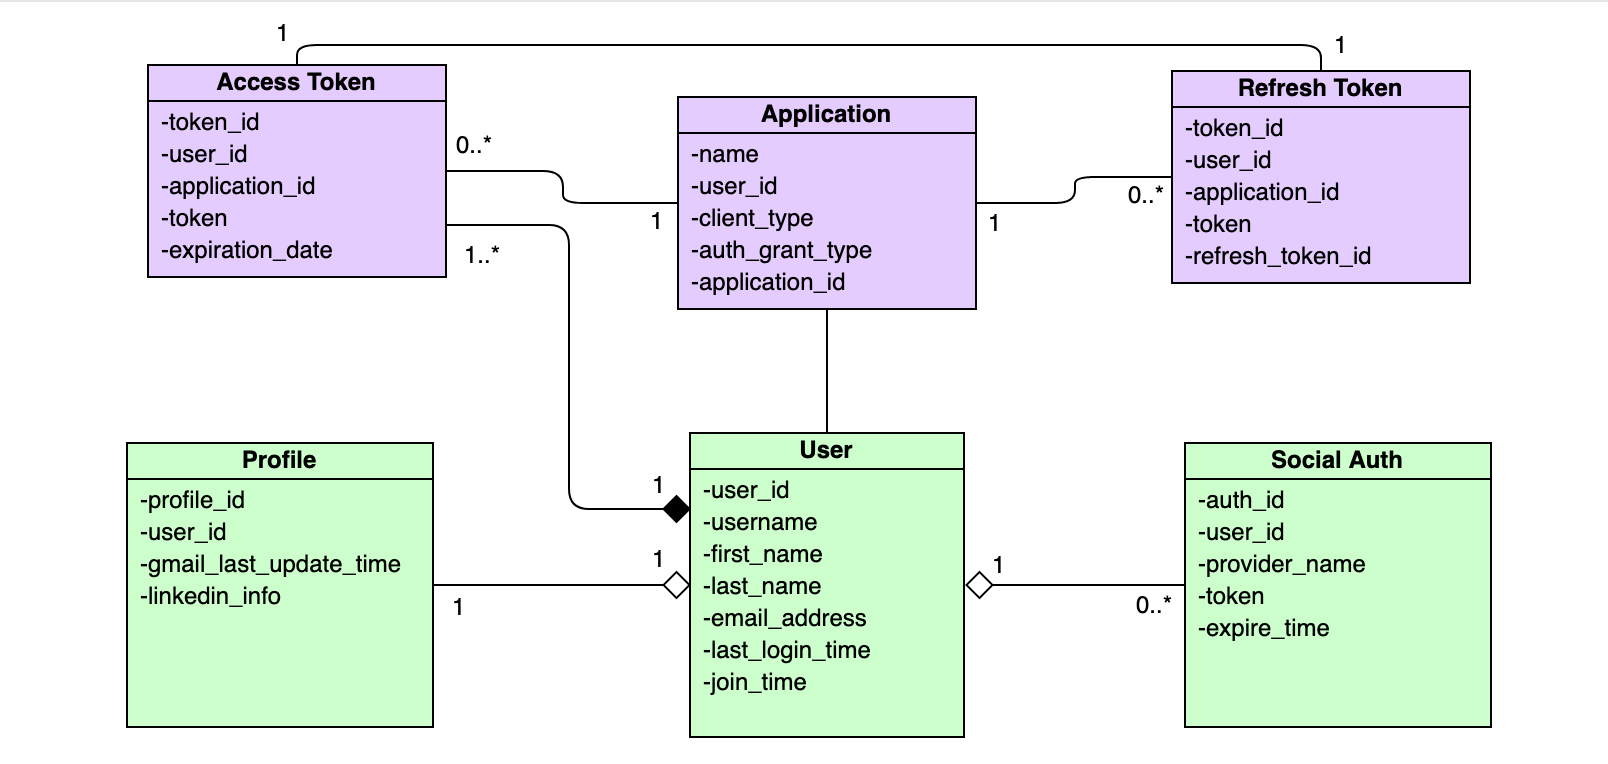 1
1
Access Token
-token_id
-user_id
-application_id
-token
-expiration_date
0..*
1
1..*
Application
-name
-user_id
-client_type
-auth_grant_type
-application_id
1
0..*
Refresh Token
-token_id
-user_id
-application_id
-token
-refresh_token_id
Profile
-profile_id
-user_id
-gmail_last_update_time
-linkedin_info
1
1
1
User
-user_id
-username
-first_name
-last_name
-email_address
-last_login_time
-join_time
1
0..*
Social Auth
-auth_id
-user_id
-provider_name
-token
-expire_time